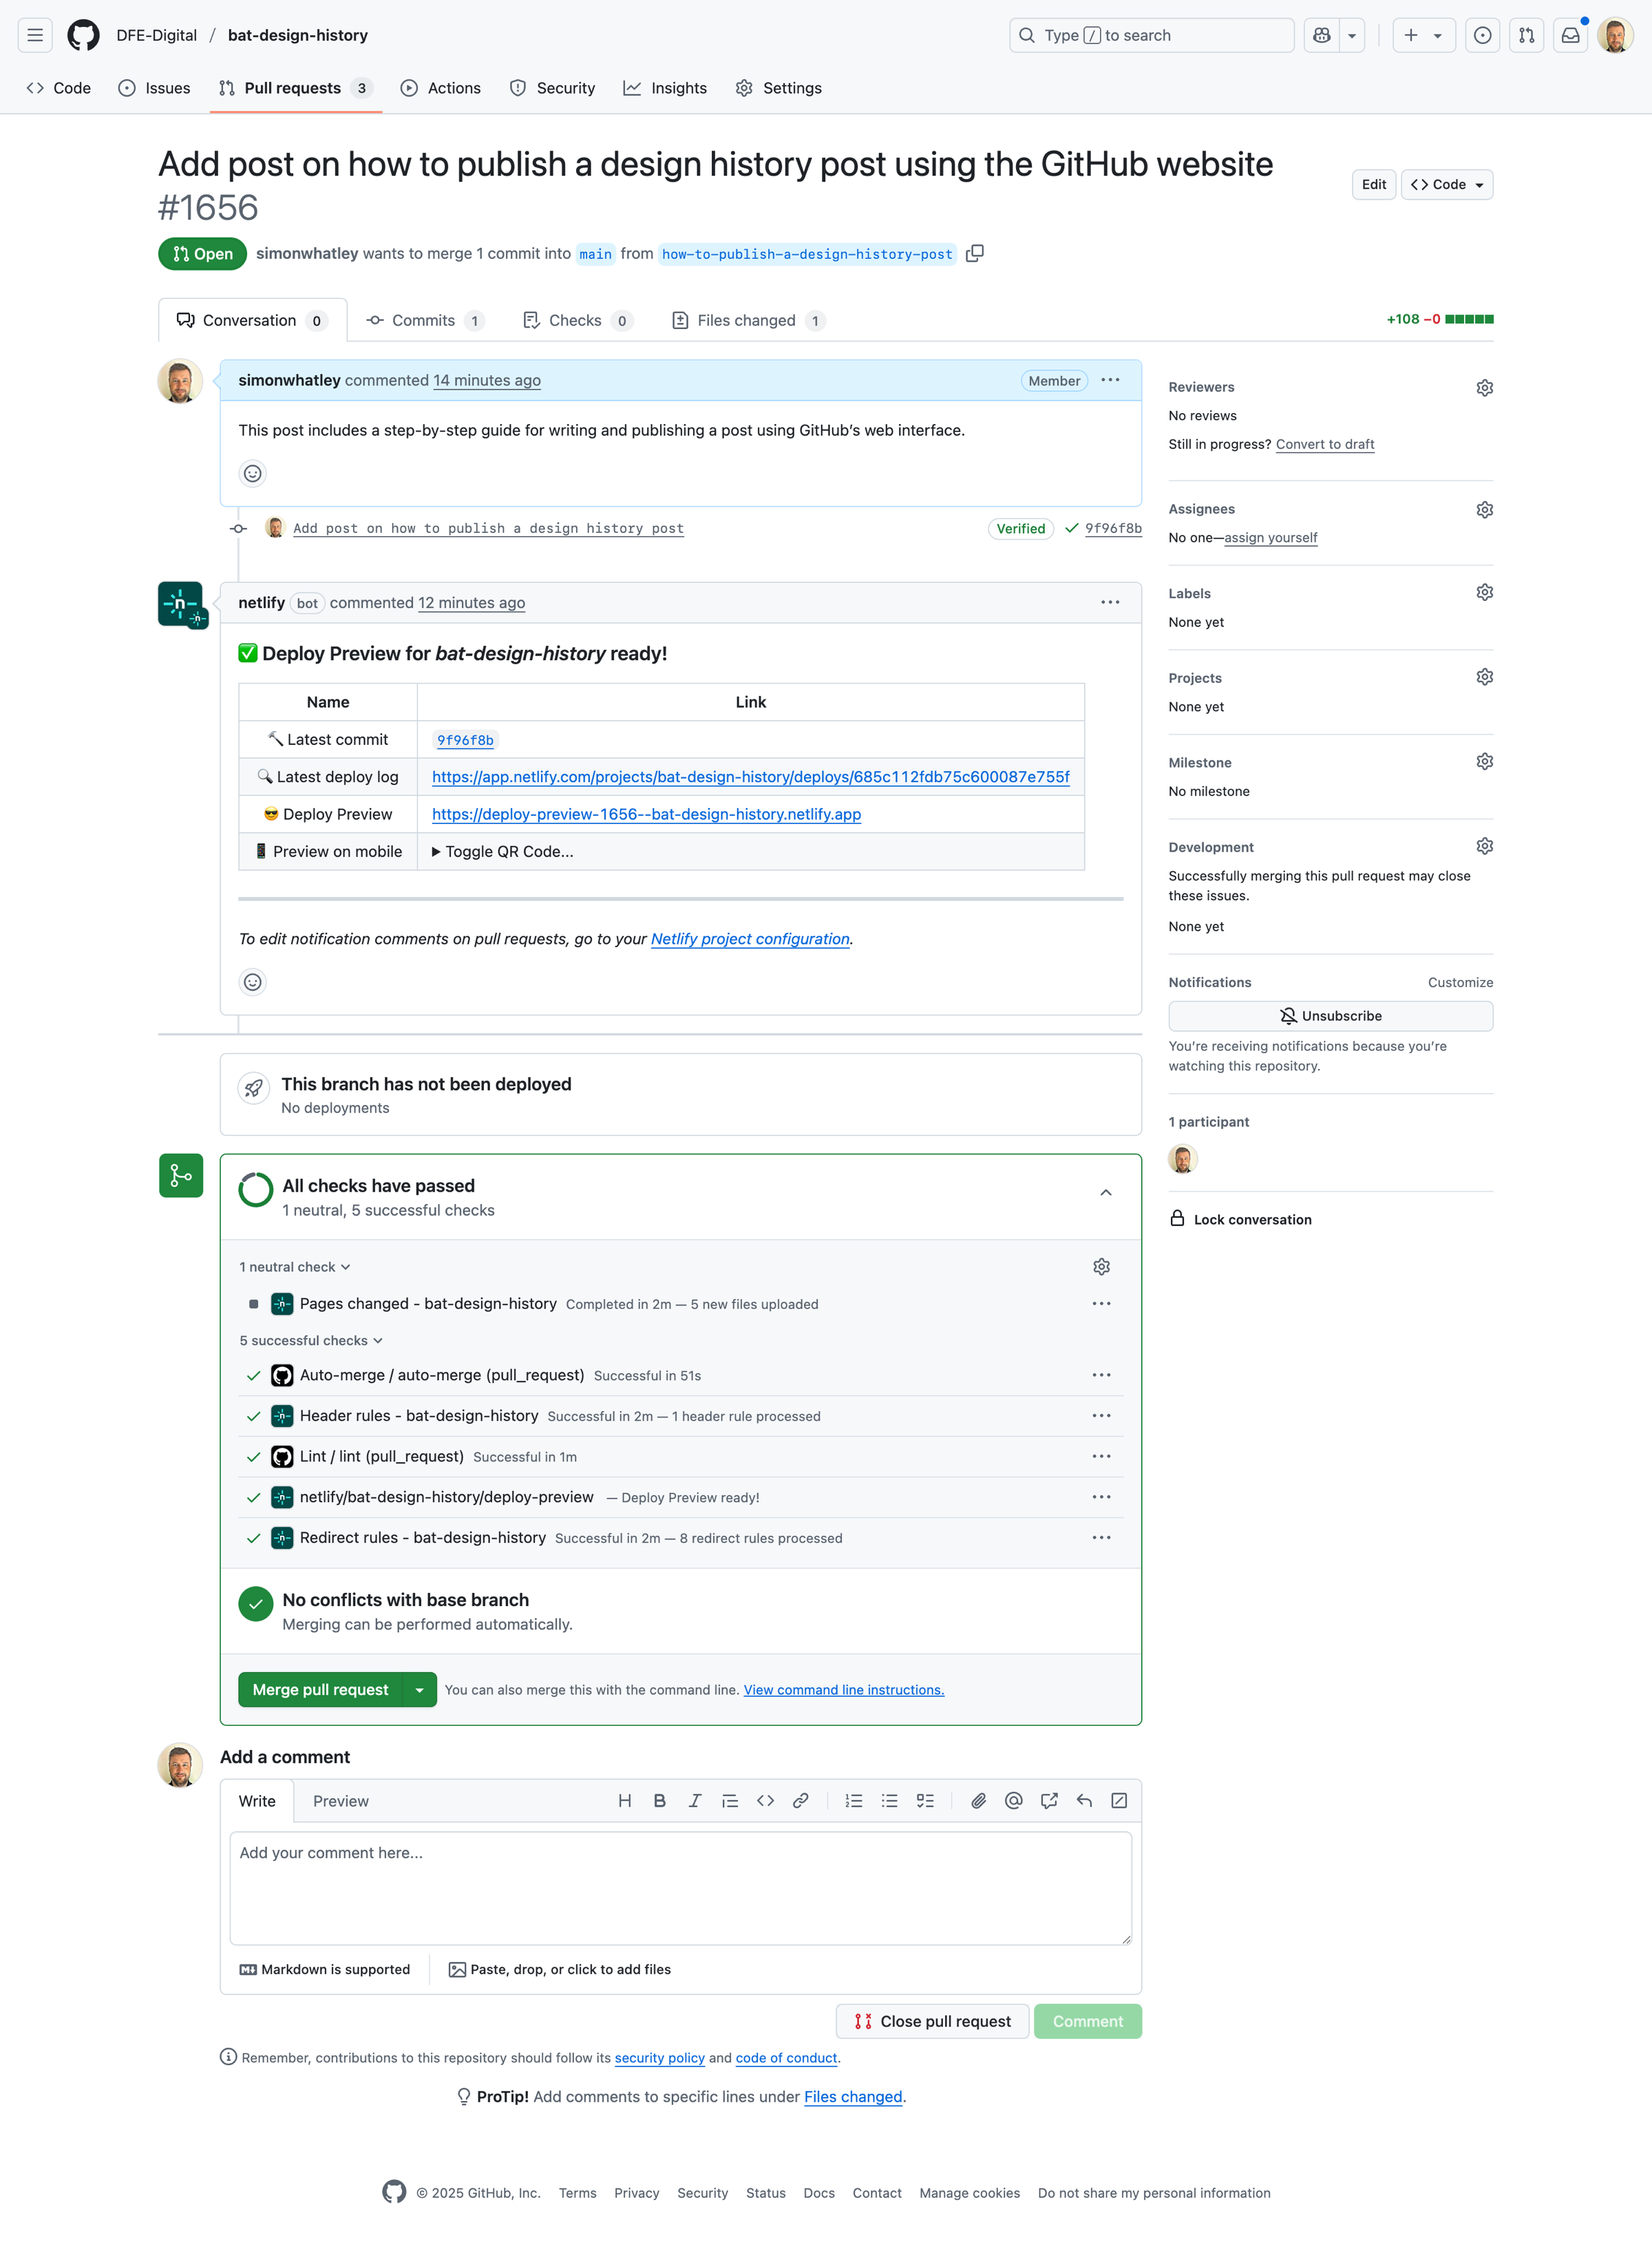 DFE-Digital / bat-design-history
Type / to search
Code
Issues
Pull requests 3
Actions
Security
Insights
Settings
Add post on how to publish a design history post using the GitHub website
#1656
Edit
Code
Open
simonwhatley wants to merge 1 commit into main from how-to-publish-a-design-history-post
Conversation 0
Commits 1
Checks 0
Files changed 1
+108 −0
simonwhatley commented 14 minutes ago
Member
This post includes a step-by-step guide for writing and publishing a post using GitHub's web interface.
Add post on how to publish a design history post
Verified
9f96f8b
netlify bot commented 12 minutes ago
✅ Deploy Preview for bat-design-history ready!
Name Link
🔨 Latest commit 9f96f8b
🔍 Latest deploy log https://app.netlify.com/projects/bat-design-history/deploys/685c112fdb75c600087e755f
😎 Deploy Preview https://deploy-preview-1656--bat-design-history.netlify.app
📱 Preview on mobile ▶ Toggle QR Code...
To edit notification comments on pull requests, go to your Netlify project configuration.
This branch has not been deployed
No deployments
All checks have passed
1 neutral, 5 successful checks
1 neutral check
Pages changed - bat-design-history Completed in 2m — 5 new files uploaded
5 successful checks
Auto-merge / auto-merge (pull_request) Successful in 51s
Header rules - bat-design-history Successful in 2m — 1 header rule processed
Lint / lint (pull_request) Successful in 1m
netlify/bat-design-history/deploy-preview — Deploy Preview ready!
Redirect rules - bat-design-history Successful in 2m — 8 redirect rules processed
No conflicts with base branch
Merging can be performed automatically.
Merge pull request
You can also merge this with the command line. View command line instructions.
Add a comment
Write
Preview
Add your comment here...
Markdown is supported
Paste, drop, or click to add files
Close pull request
Comment
Remember, contributions to this repository should follow its security policy and code of conduct.
ProTip! Add comments to specific lines under Files changed.
Reviewers
No reviews
Still in progress? Convert to draft
Assignees
No one—assign yourself
Labels
None yet
Projects
None yet
Milestone
No milestone
Development
Successfully merging this pull request may close
these issues.
None yet
Notifications
Customize
Unsubscribe
You're receiving notifications because you're
watching this repository.
1 participant
Lock conversation
© 2025 GitHub, Inc.
Terms
Privacy
Security
Status
Docs
Contact
Manage cookies
Do not share my personal information